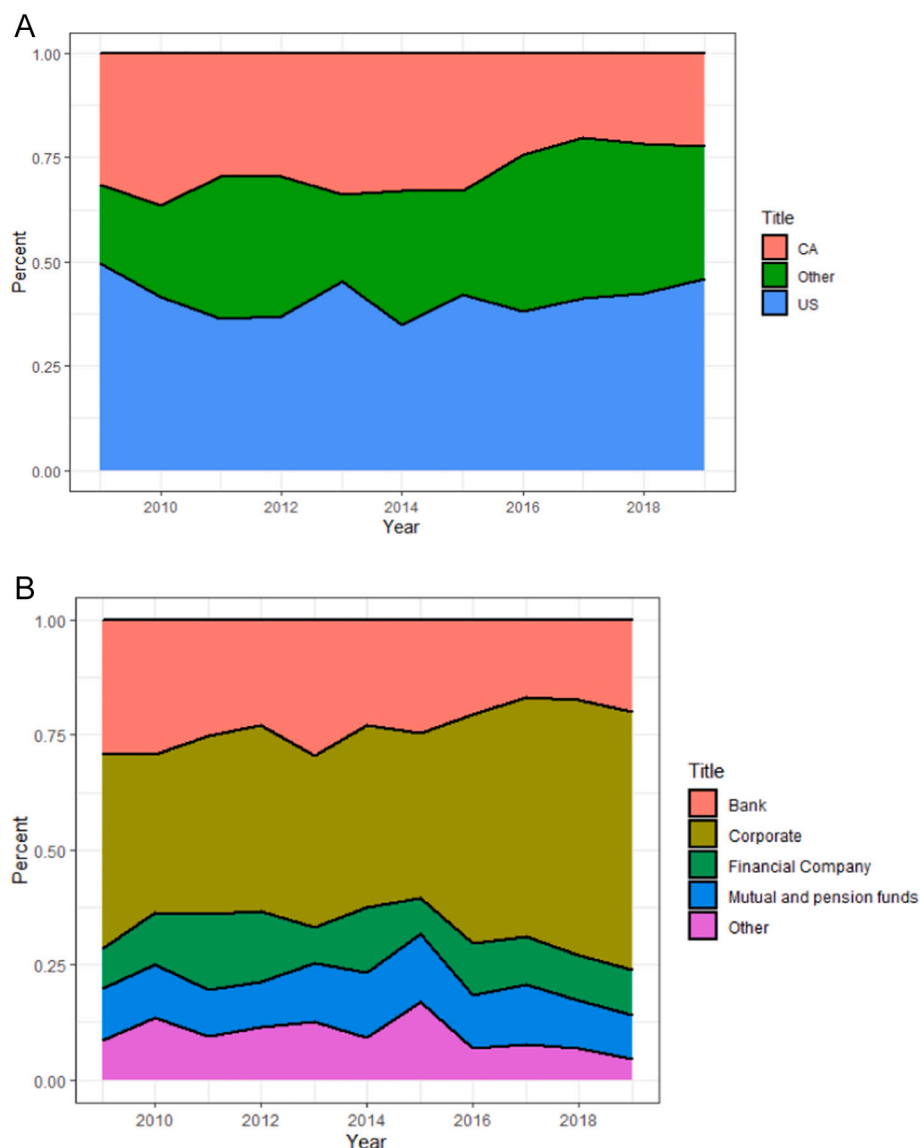 A
1.00
0.75
0.50
0.25
0.00
Percent
2010 2012 2014 2016 2018
Year
Title
CA
Other
US
B
1.00
0.75
0.50
0.25
0.00
Percent
2010 2012 2014 2016 2018
Year
Title
Bank
Corporate
Financial Company
Mutual and pension funds
Other